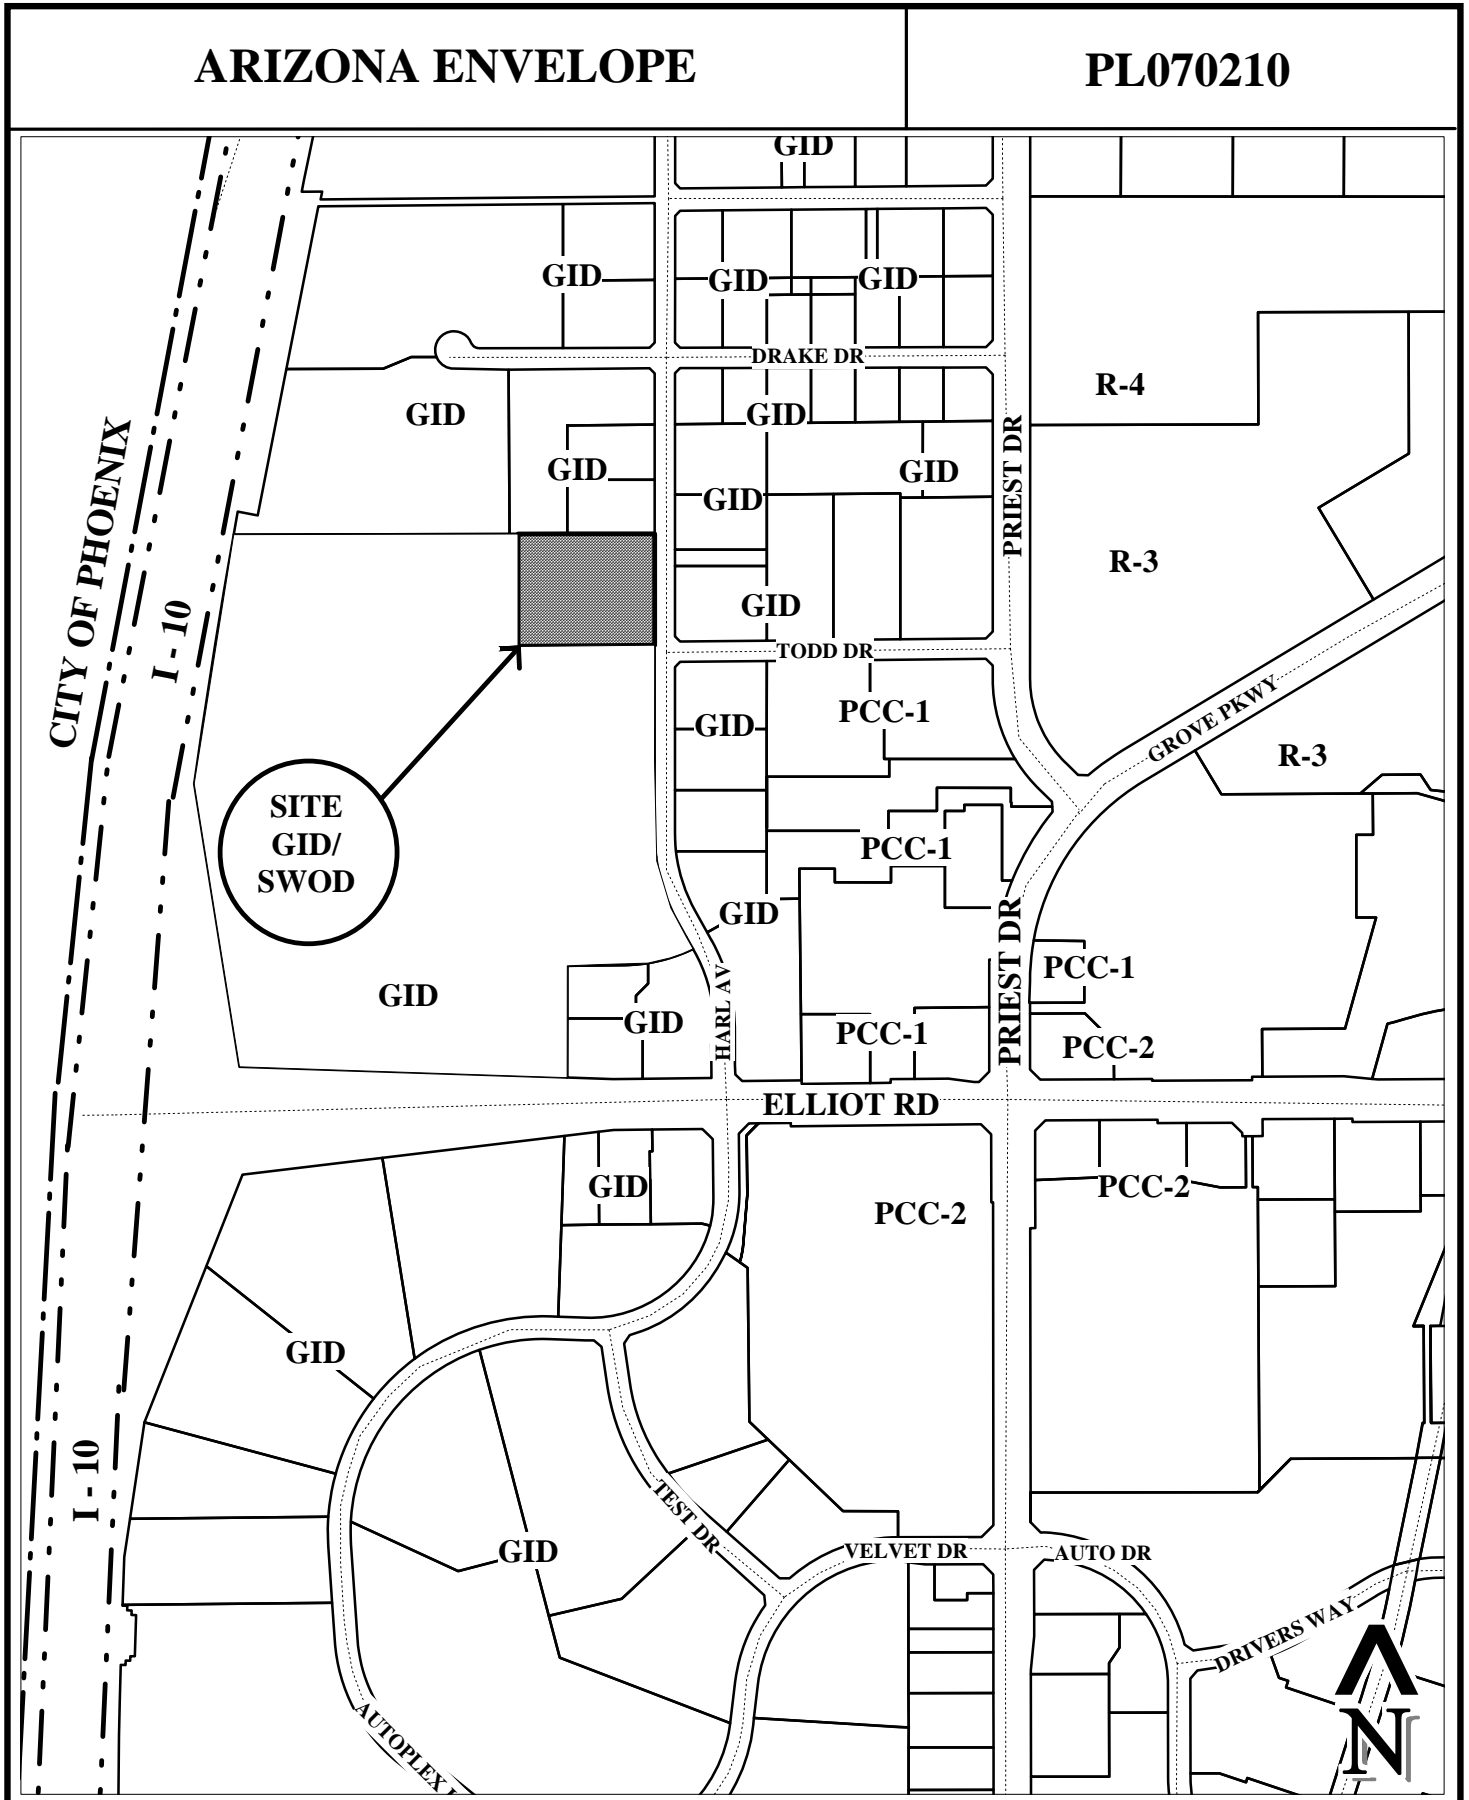 ARIZONA ENVELOPE
PL070210
GID
GID
GID
GID
DRAKE DR
R-4
GID
GID
GID
GID
GID
PRIEST DR
CITY OF PHOENIX
R-3
I - 10
GID
TODD DR
PCC-1
GID
GROVE PKWY
R-3
SITE
GID/
SWOD
PCC-1
GID
PRIEST DR
PCC-1
GID
HARL AV
GID
PCC-1
PCC-2
ELLIOT RD
GID
PCC-2
PCC-2
GID
I - 10
TEST DR
GID
VELVET DR
AUTO DR
DRIVERS WAY
AUTOPLEX
N